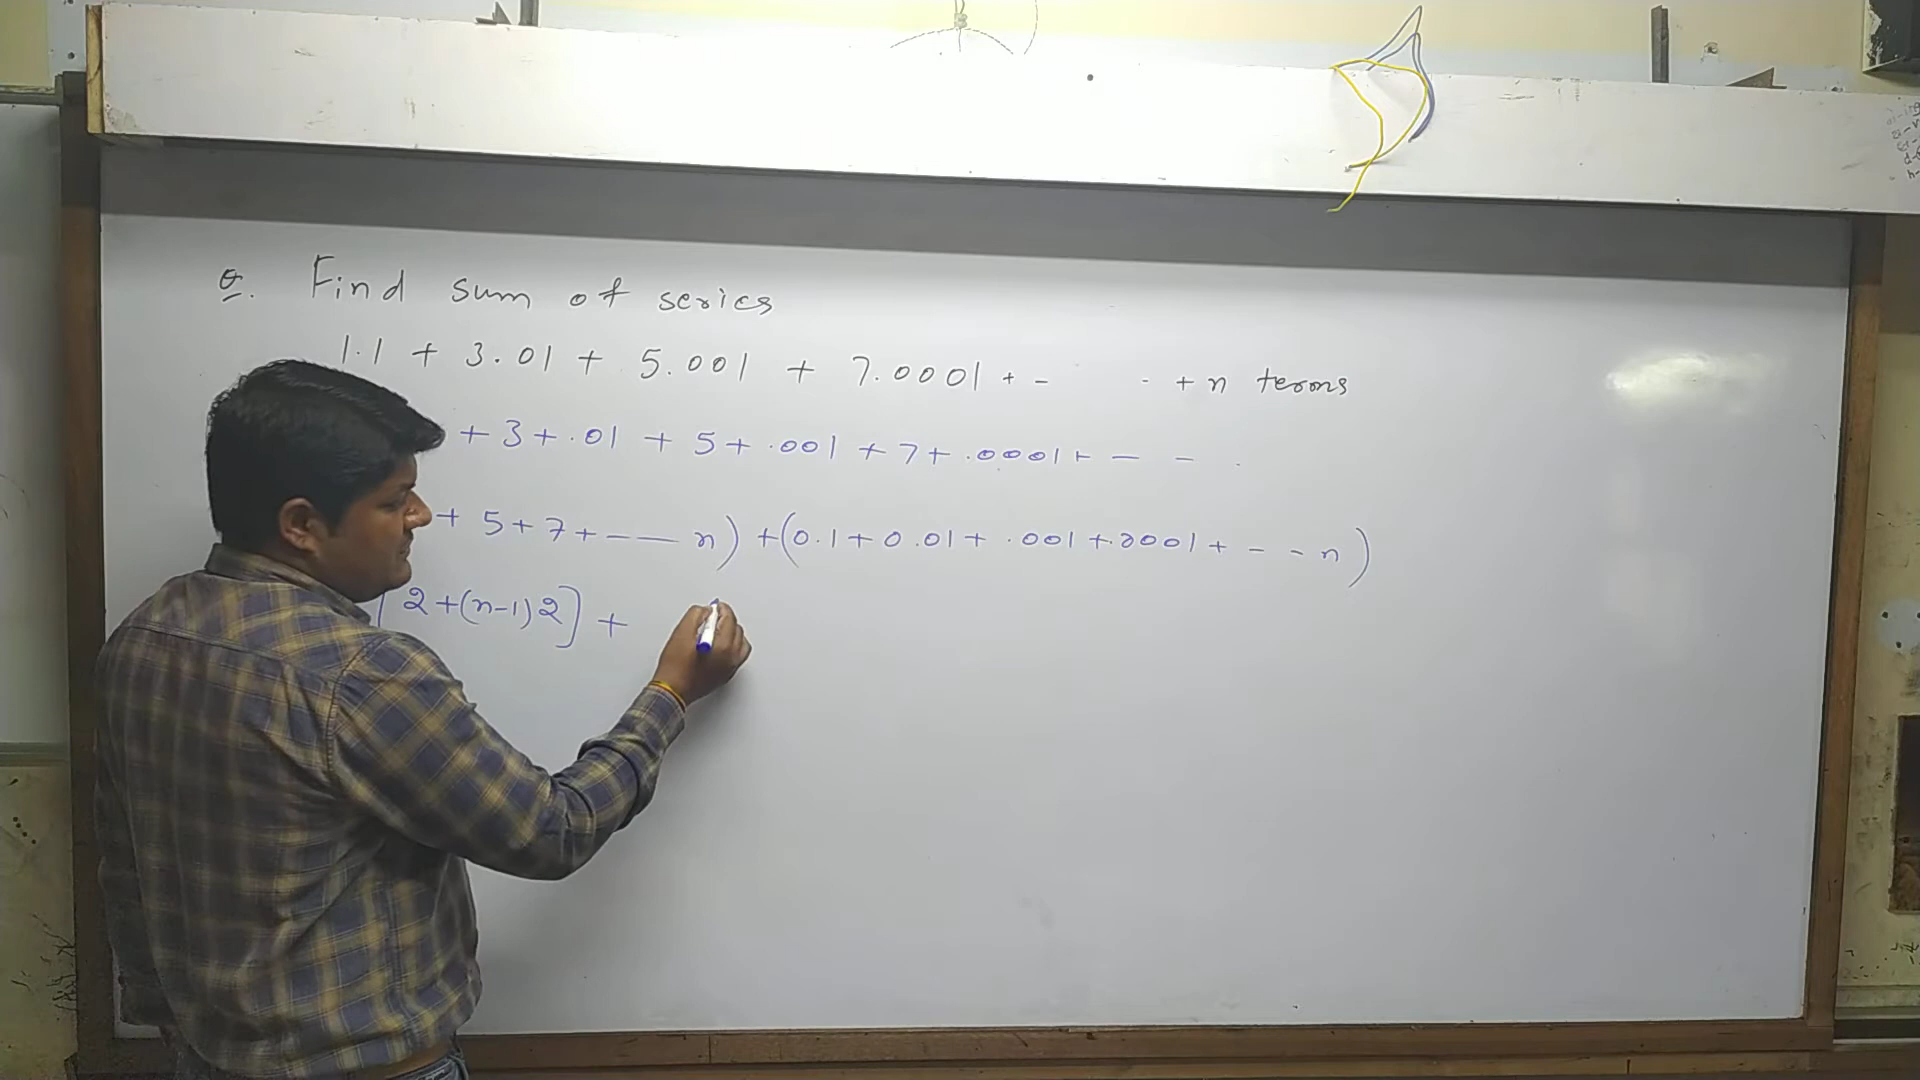 Q. Find sum of series
1.1 + 3.01 + 5.001 + 7.0001 + - - + n terms
+ 3 + .01 + 5 + .001 + 7 + .0001 + - - .
+ 5 + 7 + - - n) + (0.1 + 0.01 + .001 + .0001 + - - n)
[2 + (n-1)2] +